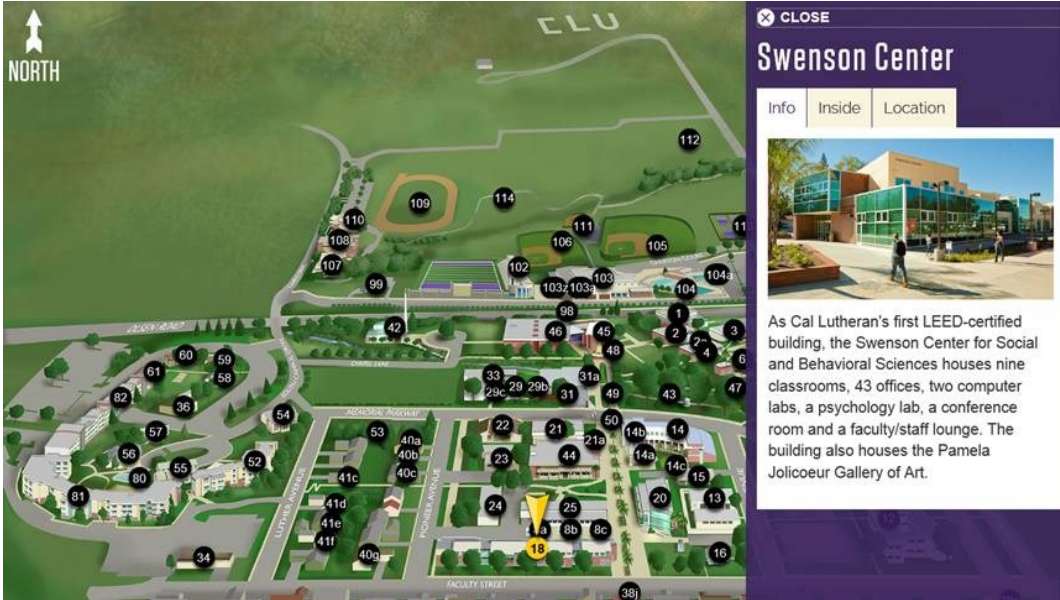 NORTH
CLU
112
114
109
110
108
107
99
111
106
105
102
103
103z
103a
104
104a
98
OLSEN ROAD
42
46
45
48
1
2
3
4
CHAPEL LANE
60
59
61
58
82
36
57
54
56
55
52
80
81
34
33
29c
29
29b
31a
31
49
43
47
MEMORIAL PARKWAY
50
53
40a
40b
40c
41c
41d
41e
41f
40g
LUTHER AVENUE
PIONEER AVENUE
22
23
24
21
21a
44
25
8b
8c
18
14b
14
14a
14c
15
20
13
16
FACULTY STREET
38j
CLOSE
Swenson Center
Info
Inside
Location
As Cal Lutheran's first LEED-certified
building, the Swenson Center for Social
and Behavioral Sciences houses nine
classrooms, 43 offices, two computer
labs, a psychology lab, a conference
room and a faculty/staff lounge. The
building also houses the Pamela
Jolicoeur Gallery of Art.